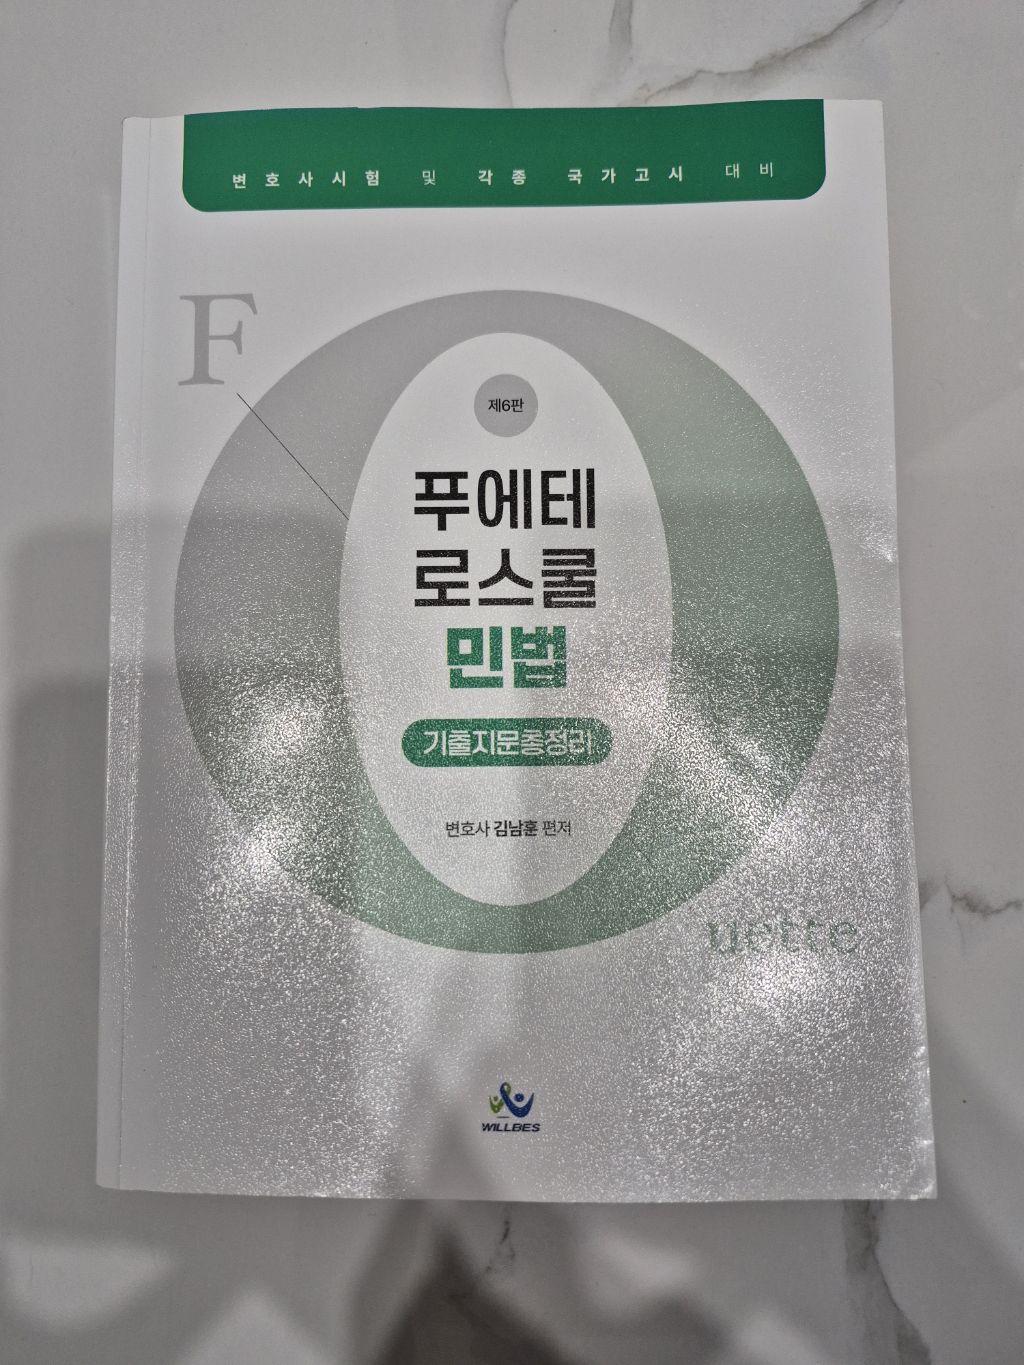 변호사시험 및 각종 국가고시 대비
F
제6판
푸에테
로스쿨
민법
기출지문총정리
변호사 김남훈 편저
uette
WILLBES